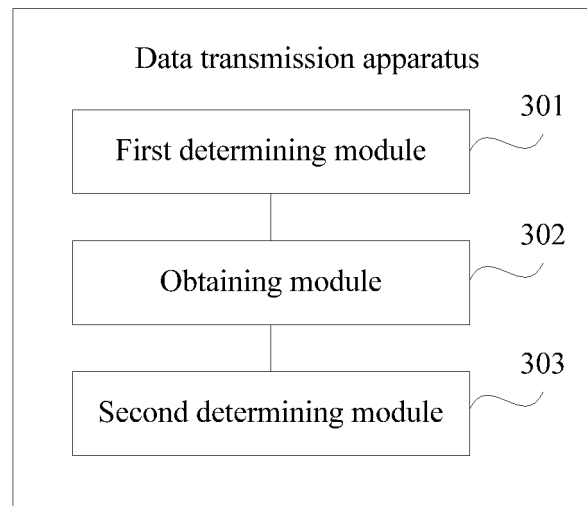 Data transmission apparatus
301
First determining module
302
Obtaining module
303
Second determining module